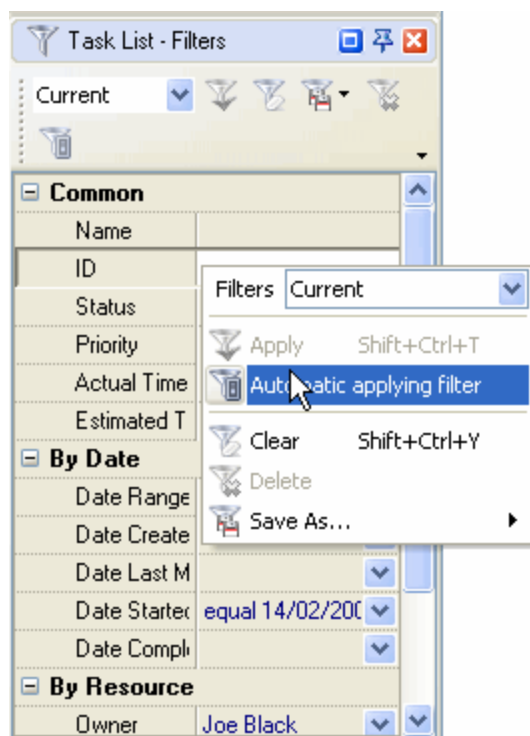 Task List - Filters
Current
Common
Name
ID
Status
Priority
Actual Time
Estimated T
By Date
Date Range
Date Create
Date Last M
Date Started equal 14/02/200
Date Comple
By Resource
Owner Joe Black
Filters Current
Apply Shift+Ctrl+T
Automatic applying filter
Clear Shift+Ctrl+Y
Delete
Save As...